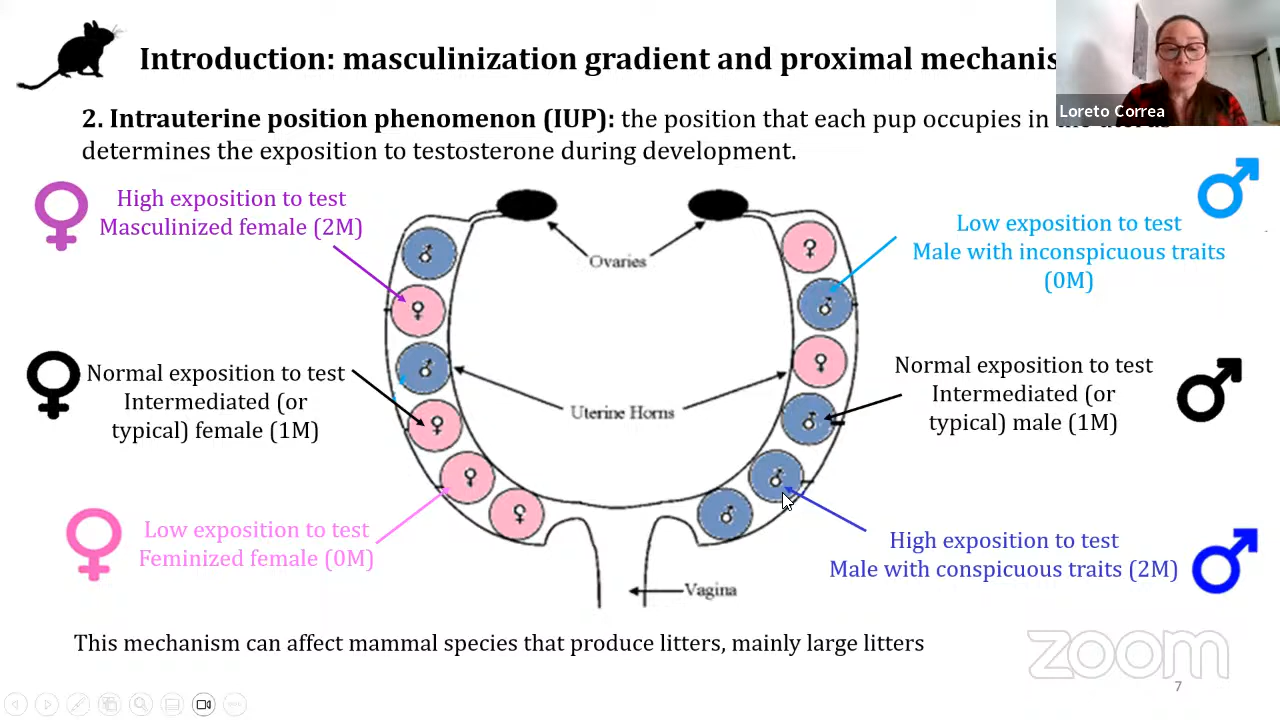 Introduction: masculinization gradient and proximal mechanis
Loreto Correa
2. Intrauterine position phenomenon (IUP): the position that each pup occupies in
determines the exposition to testosterone during development.
High exposition to test
Masculinized female (2M)
Low exposition to test
Male with inconspicuous traits
(0M)
Ovaries
Normal exposition to test
Intermediated (or
typical) female (1M)
Uterine Horns
Normal exposition to test
Intermediated (or
typical) male (1M)
Low exposition to test
Feminized female (0M)
High exposition to test
Male with conspicuous traits (2M)
Vagina
This mechanism can affect mammal species that produce litters, mainly large litters
zoom
7